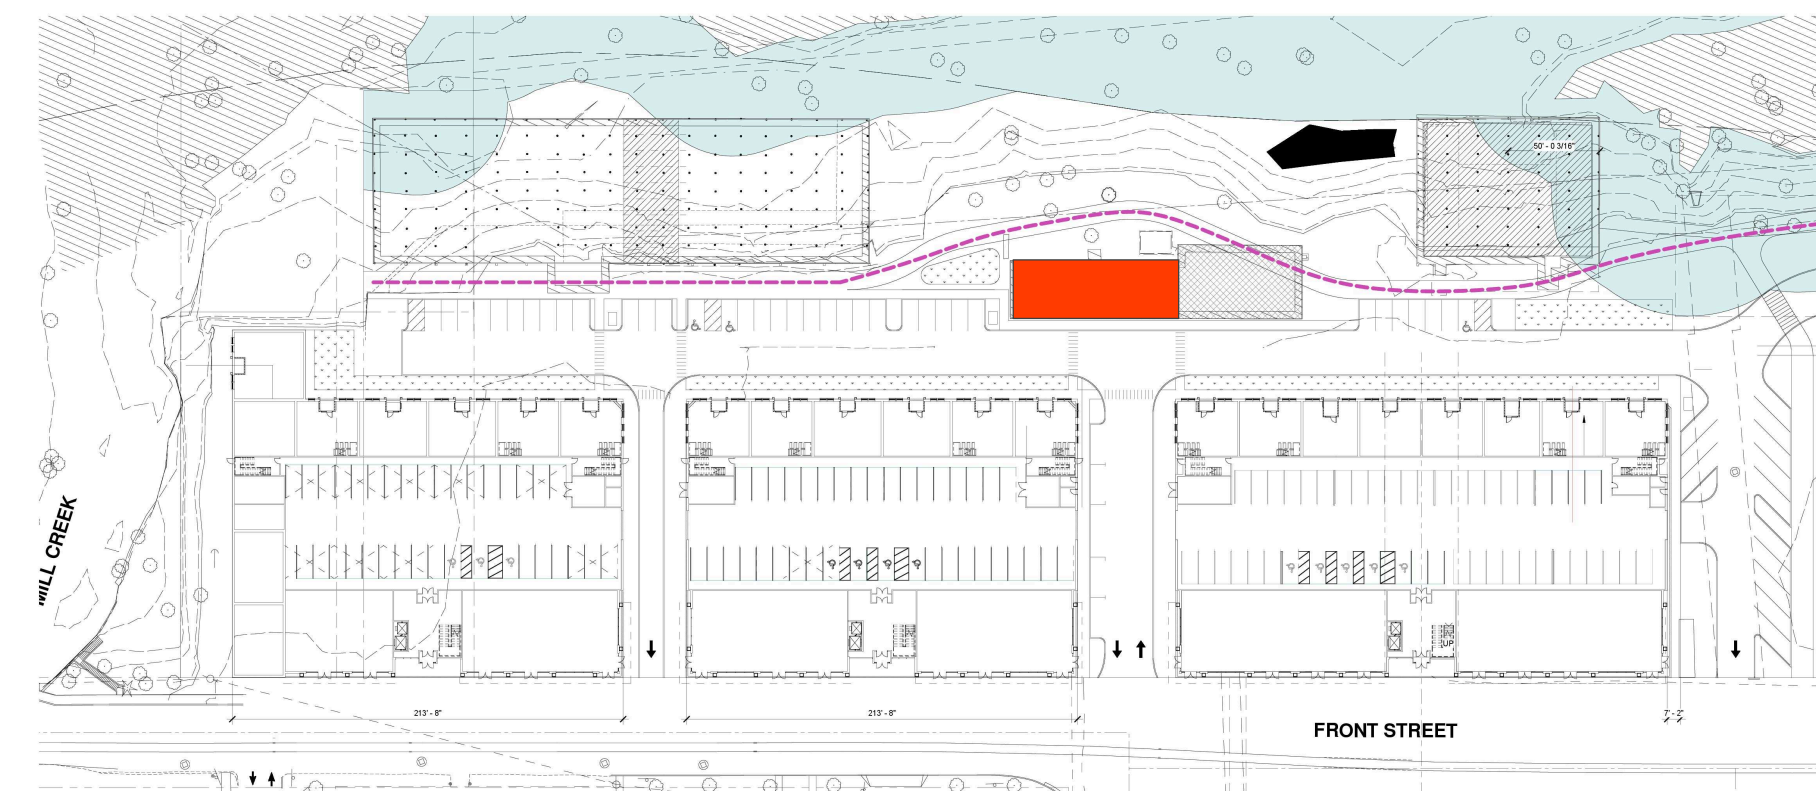 50' - 0 3/16"
MILL CREEK
UP
213' - 8"
213' - 8"
7' - 2"
FRONT STREET